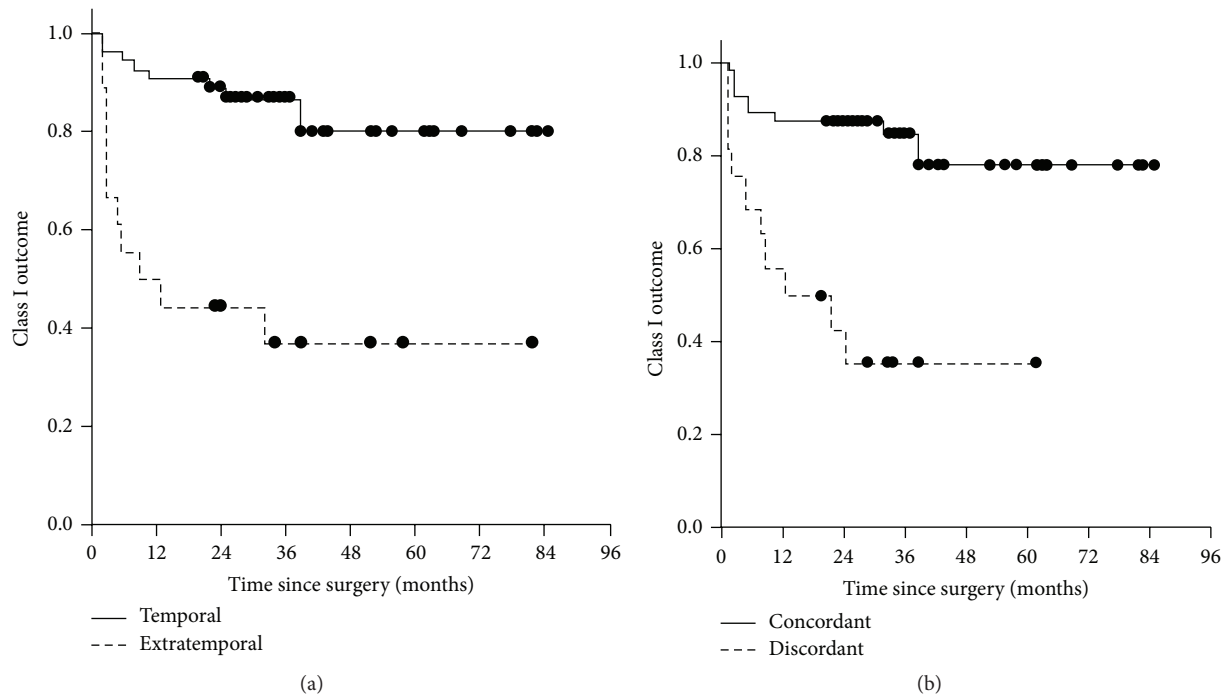 1.0
0.8
0.6
0.4
0.2
0.0
Class I outcome
0 12 24 36 48 60 72 84 96
Time since surgery (months)
Temporal
Extratemporal
(a)
1.0
0.8
0.6
0.4
0.2
0.0
Class I outcome
0 12 24 36 48 60 72 84 96
Time since surgery (months)
Concordant
Discordant
(b)